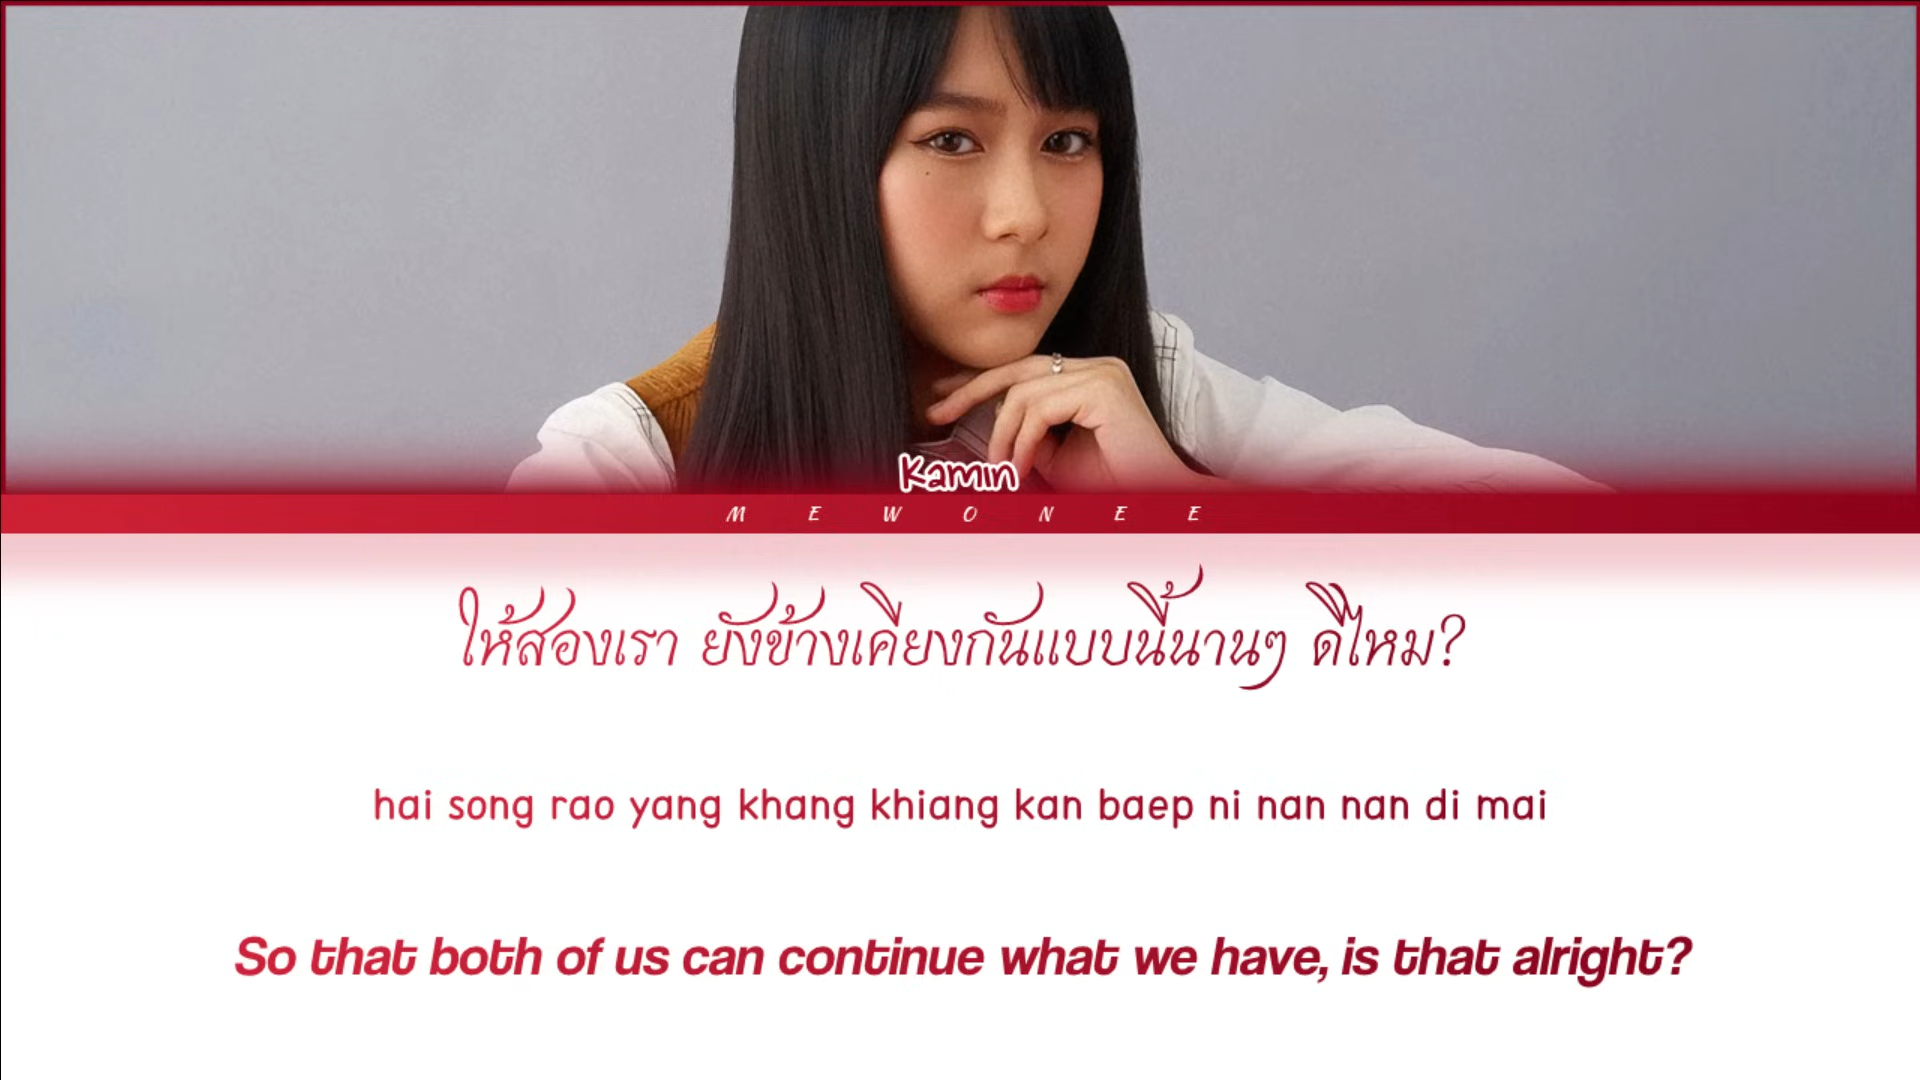 Kamin
MEWONEE
ให้สองเรา ยังข้างเคียงกันแบบนี้นานๆ ดีไหม?
hai song rao yang khang khiang kan baep ni nan nan di mai
So that both of us can continue what we have, is that alright?